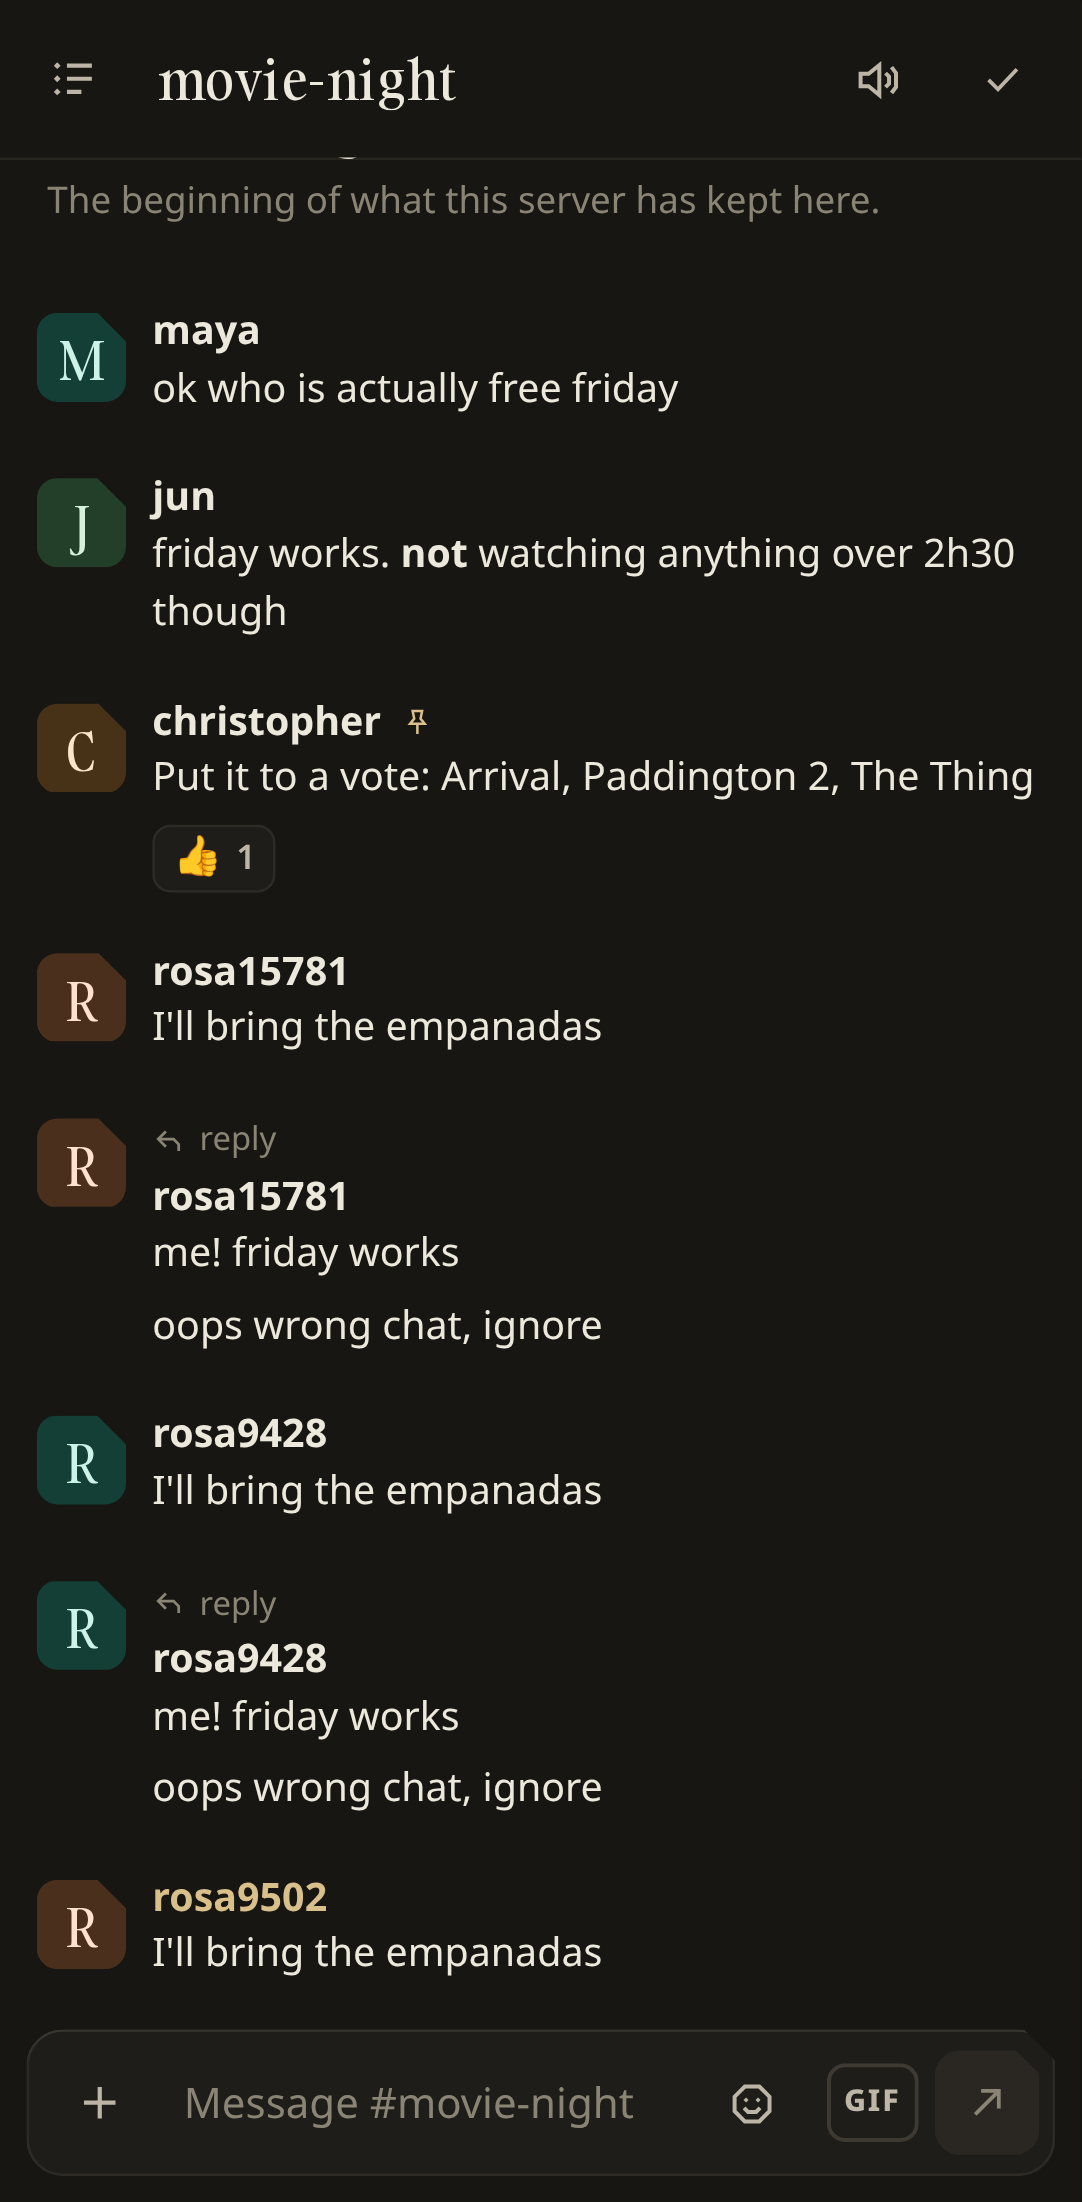 movie-night
The beginning of what this server has kept here.
M
maya
ok who is actually free friday
J
jun
friday works. not watching anything over 2h30
though
C
christopher
Put it to a vote: Arrival, Paddington 2, The Thing
👍 1
R
rosa15781
I'll bring the empanadas
R
reply
rosa15781
me! friday works
oops wrong chat, ignore
R
rosa9428
I'll bring the empanadas
R
reply
rosa9428
me! friday works
oops wrong chat, ignore
R
rosa9502
I'll bring the empanadas
Message #movie-night
GIF